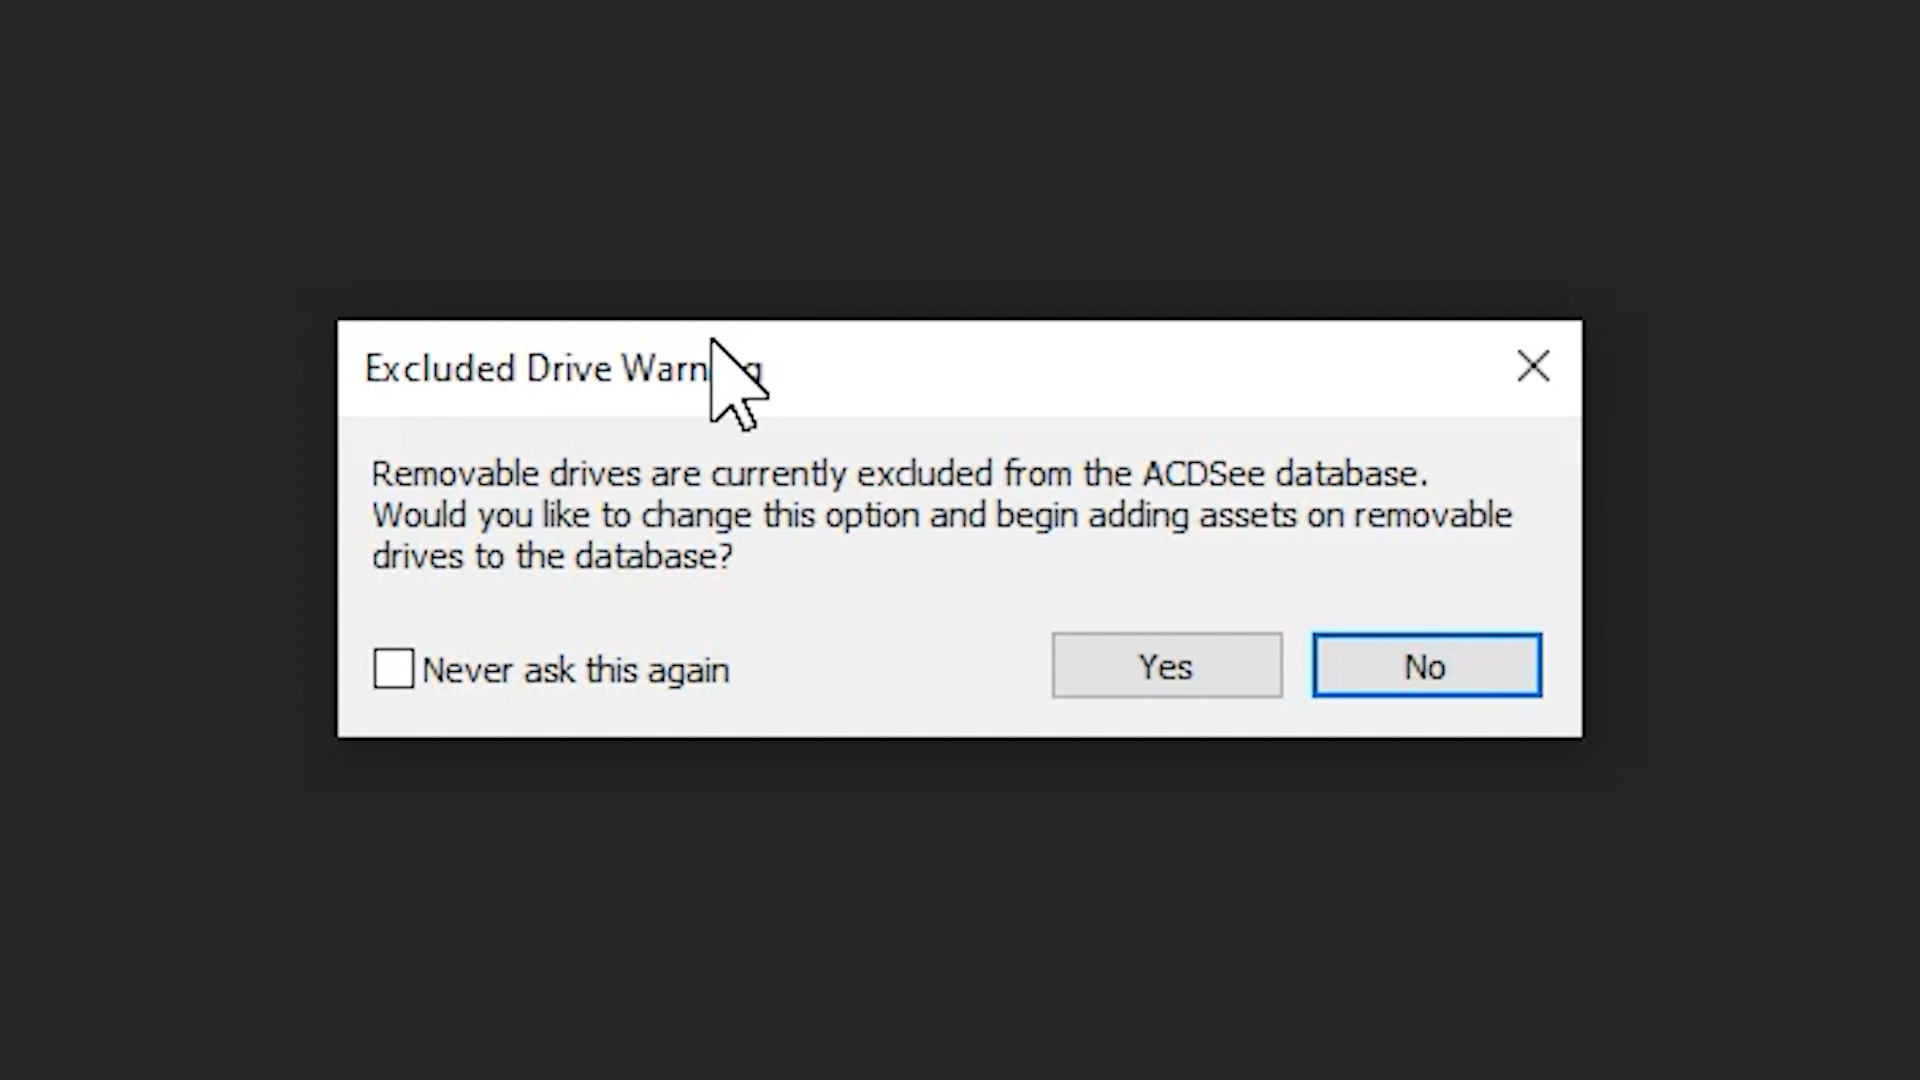 Excluded Drive Warning
Removable drives are currently excluded from the ACDSee database.
Would you like to change this option and begin adding assets on removable
drives to the database?
Never ask this again
Yes
No